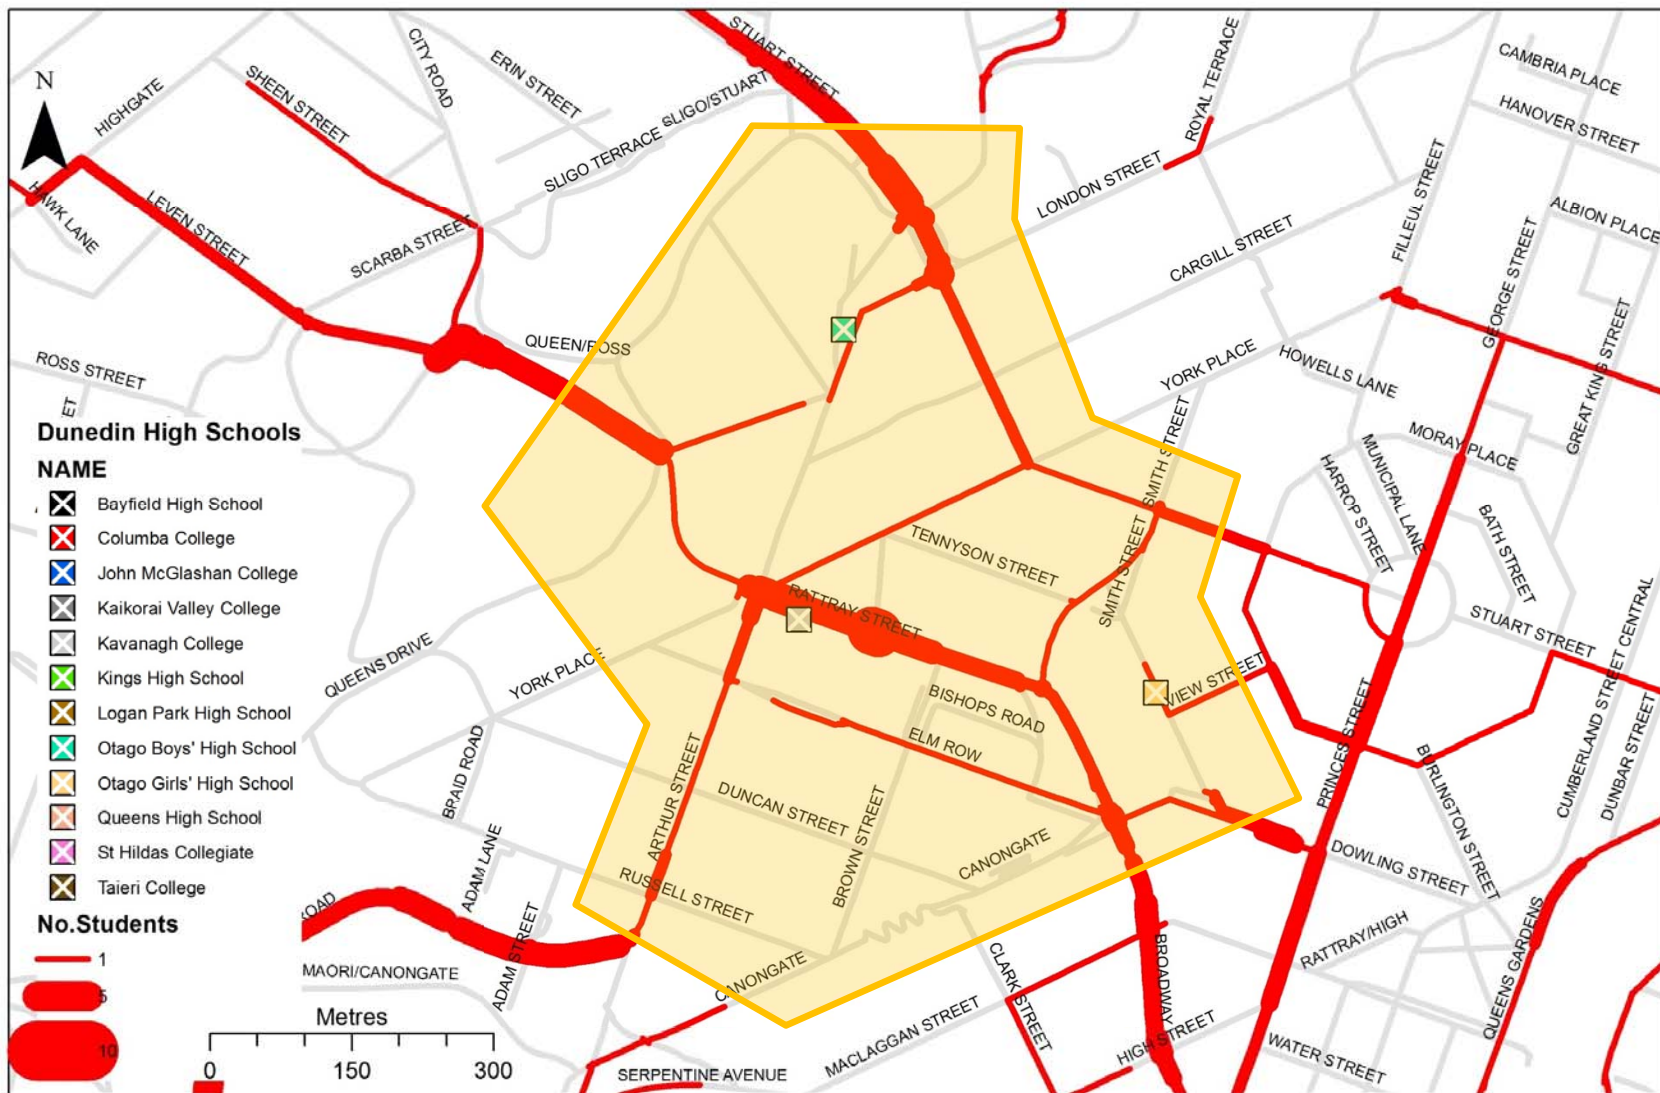 STUART STREET
CITY ROAD
ERIN STREET
ROYAL TERRACE
CAMBRIA PLACE
N
HIGHGATE
SHEEN STREET
SLIGO/STUART
HANOVER STREET
SLIGO TERRACE
LONDON STREET
FILLEUL STREET
HAWK LANE
LEVEN STREET
SCARBA STREET
CARGILL STREET
ALBION PLACE
GEORGE STREET
QUEEN/ROSS
YORK PLACE
HOWELLS LANE
GREAT KING STREET
ROSS STREET
ET
SMITH STREET
MORAY PLACE
MUNICIPAL LANE
HARROP STREET
BATH STREET
Dunedin High Schools
NAME
Bayfield High School
Columba College
John McGlashan College
Kaikorai Valley College
Kavanagh College
Kings High School
Logan Park High School
Otago Boys' High School
Otago Girls' High School
Queens High School
St Hildas Collegiate
Taieri College
No.Students
1
5
10
TENNYSON STREET
SMITH STREET
RATTRAY STREET
STUART STREET
CUMBERLAND STREET CENTRAL
QUEENS DRIVE
YORK PLACE
VIEW STREET
BISHOPS ROAD
ELM ROW
PRINCES STREET
BURLINGTON STREET
DUNBAR STREET
BRAID ROAD
ARTHUR STREET
DUNCAN STREET
BROWN STREET
CANONGATE
DOWLING STREET
ADAM LANE
RUSSELL STREET
ROAD
ADAM STREET
MAORI/CANONGATE
CANONGATE
CLARK STREET
BROADWAY
RATTRAY/HIGH
QUEENS GARDENS
MACLAGGAN STREET
HIGH STREET
WATER STREET
SERPENTINE AVENUE
Metres
0 150 300